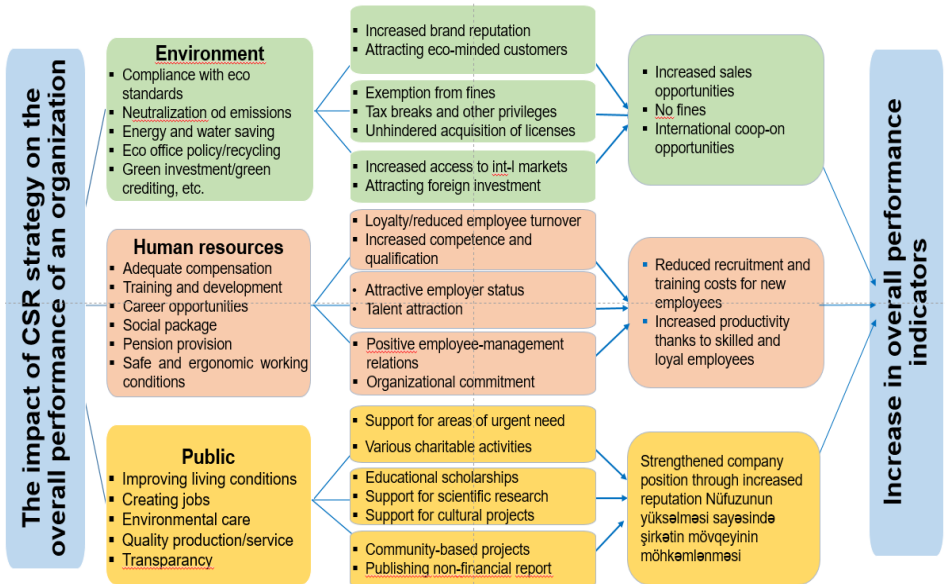 The impact of CSR strategy on the
overall performance of an organization
Environment
Compliance with eco
standards
Neutralization od emissions
Energy and water saving
Eco office policy/recycling
Green investment/green
crediting, etc.
Increased brand reputation
Attracting eco-minded customers
Exemption from fines
Tax breaks and other privileges
Unhindered acquisition of licenses
Increased access to int-l markets
Attracting foreign investment
Increased sales
opportunities
No fines
International coop-on
opportunities
Human resources
Adequate compensation
Training and development
Career opportunities
Social package
Pension provision
Safe and ergonomic working
conditions
Loyalty/reduced employee turnover
Increased competence and
qualification
Attractive employer status
Talent attraction
Positive employee-management
relations
Organizational commitment
Reduced recruitment and
training costs for new
employees
Increased productivity
thanks to skilled and
loyal employees
Public
Improving living conditions
Creating jobs
Environmental care
Quality production/service
Transparency
Support for areas of urgent need
Various charitable activities
Educational scholarships
Support for scientific research
Support for cultural projects
Community-based projects
Publishing non-financial report
Strengthened company
position through increased
reputation Nüfuzunun
yüksəlməsi sayəsində
şirkətin mövqeyinin
möhkəmlənməsi
Increase in overall performance
indicators